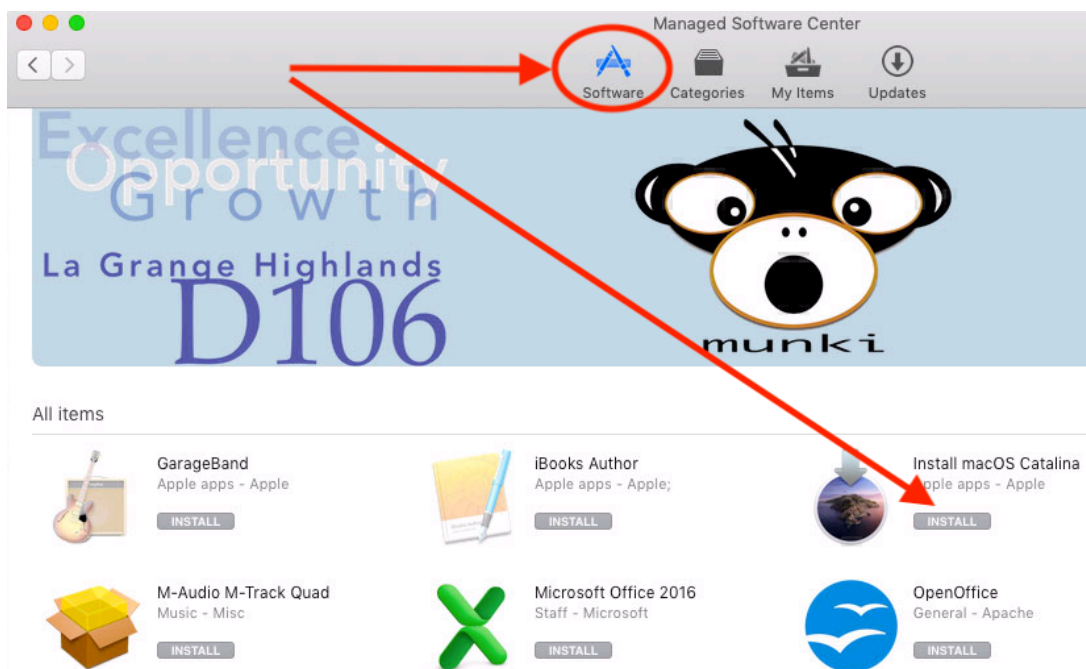 Managed Software Center
Software Categories My Items Updates
Excellence
Opportunity
Growth
La Grange Highlands
D106
munki
All items
GarageBand
Apple apps - Apple
INSTALL
iBooks Author
Apple apps - Apple;
INSTALL
Install macOS Catalina
Apple apps - Apple
INSTALL
M-Audio M-Track Quad
Music - Misc
INSTALL
Microsoft Office 2016
Staff - Microsoft
INSTALL
OpenOffice
General - Apache
INSTALL